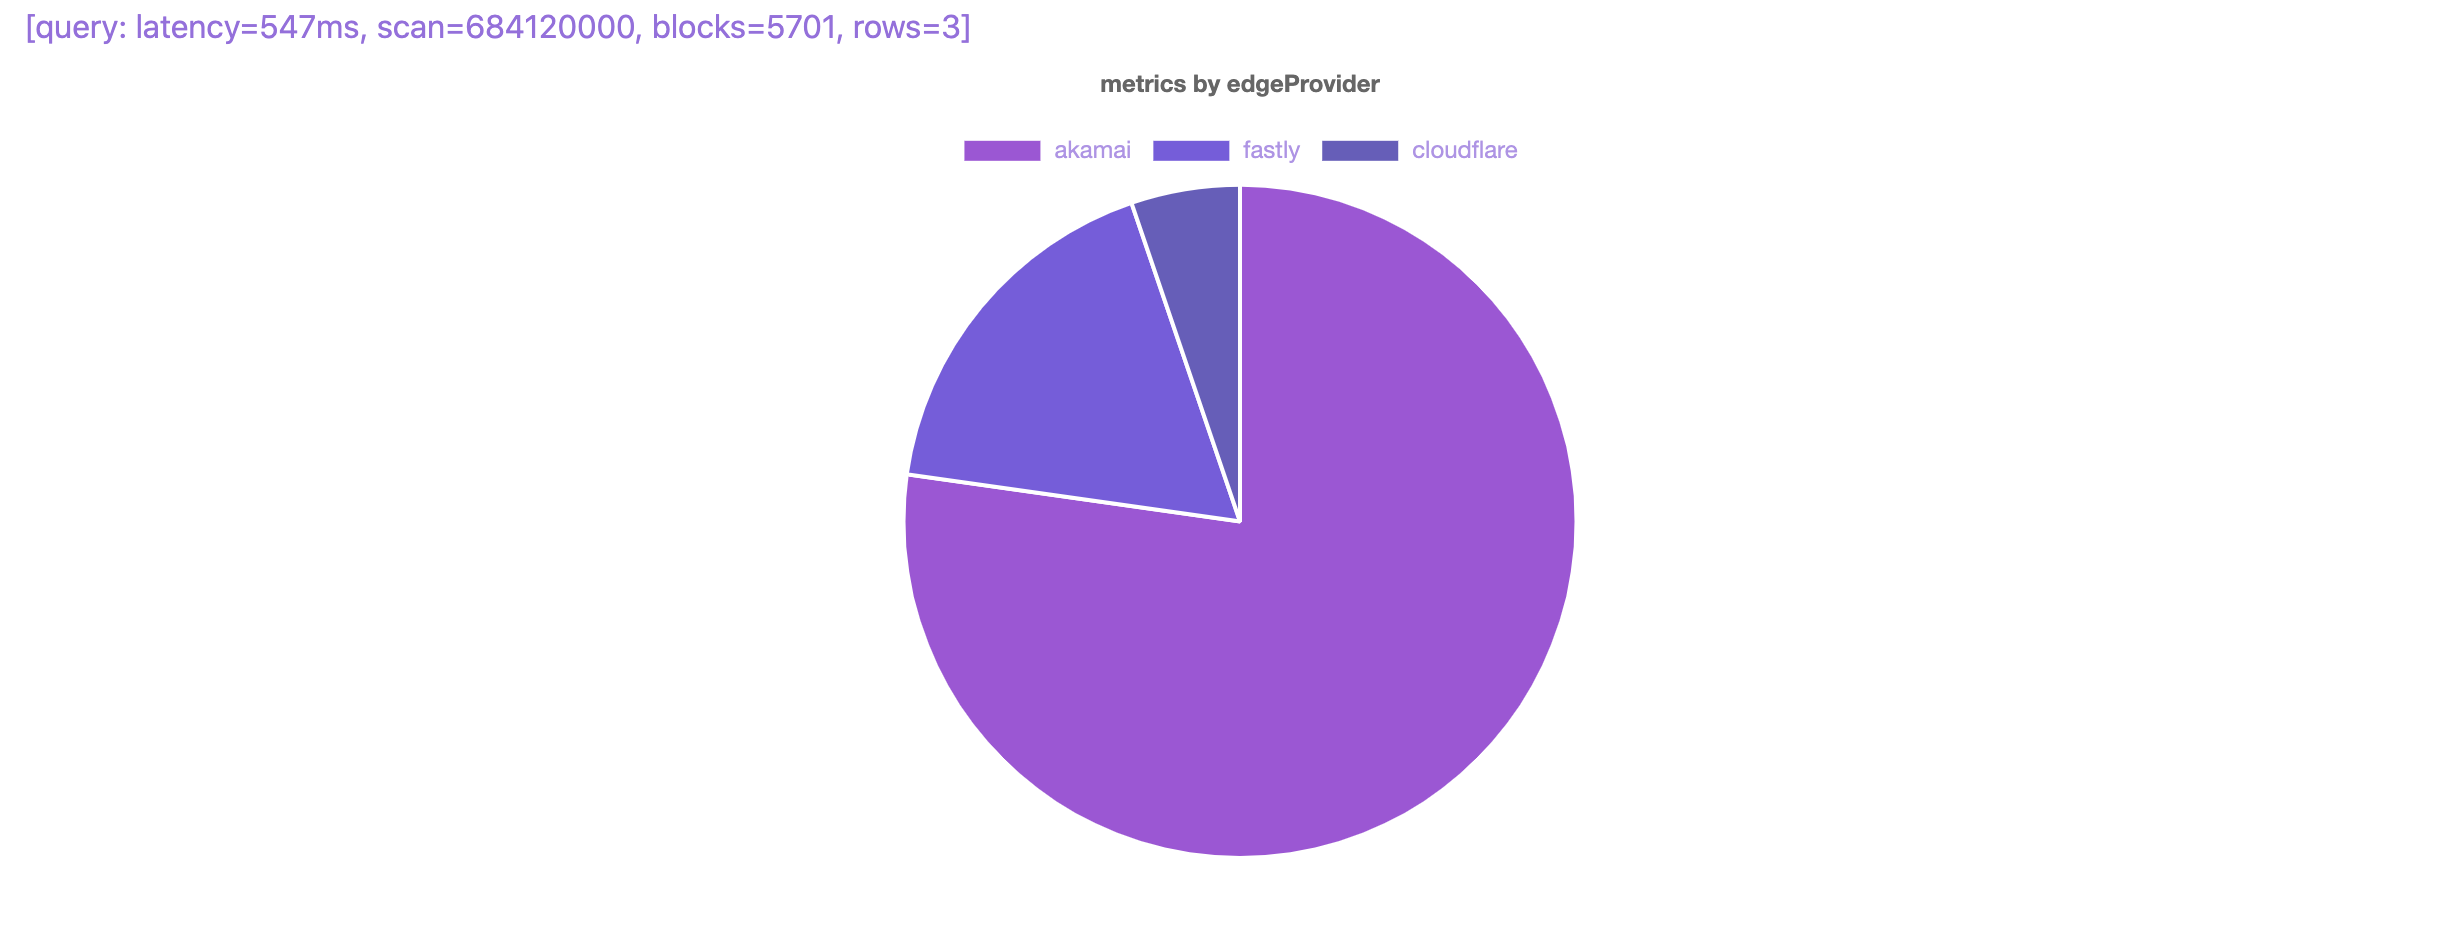 [query: latency=547ms, scan=684120000, blocks=5701, rows=3]
metrics by edgeProvider
akamai fastly cloudflare